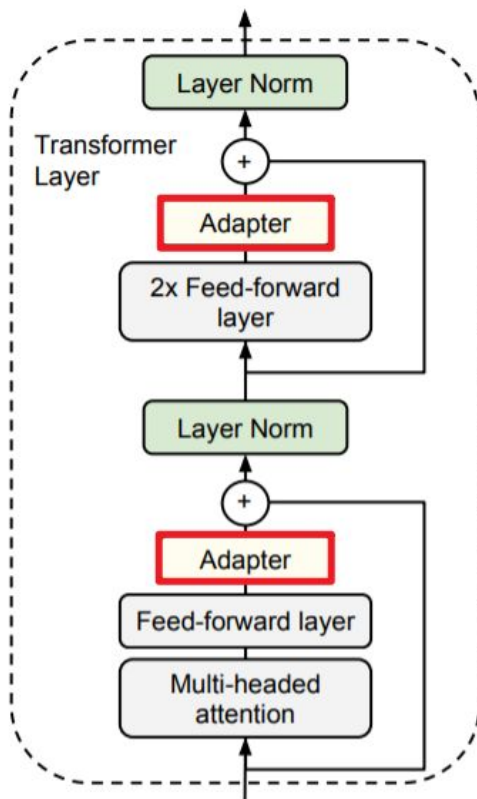 Layer Norm
Transformer
Layer
+
Adapter
2x Feed-forward
layer
Layer Norm
+
Adapter
Feed-forward layer
Multi-headed
attention